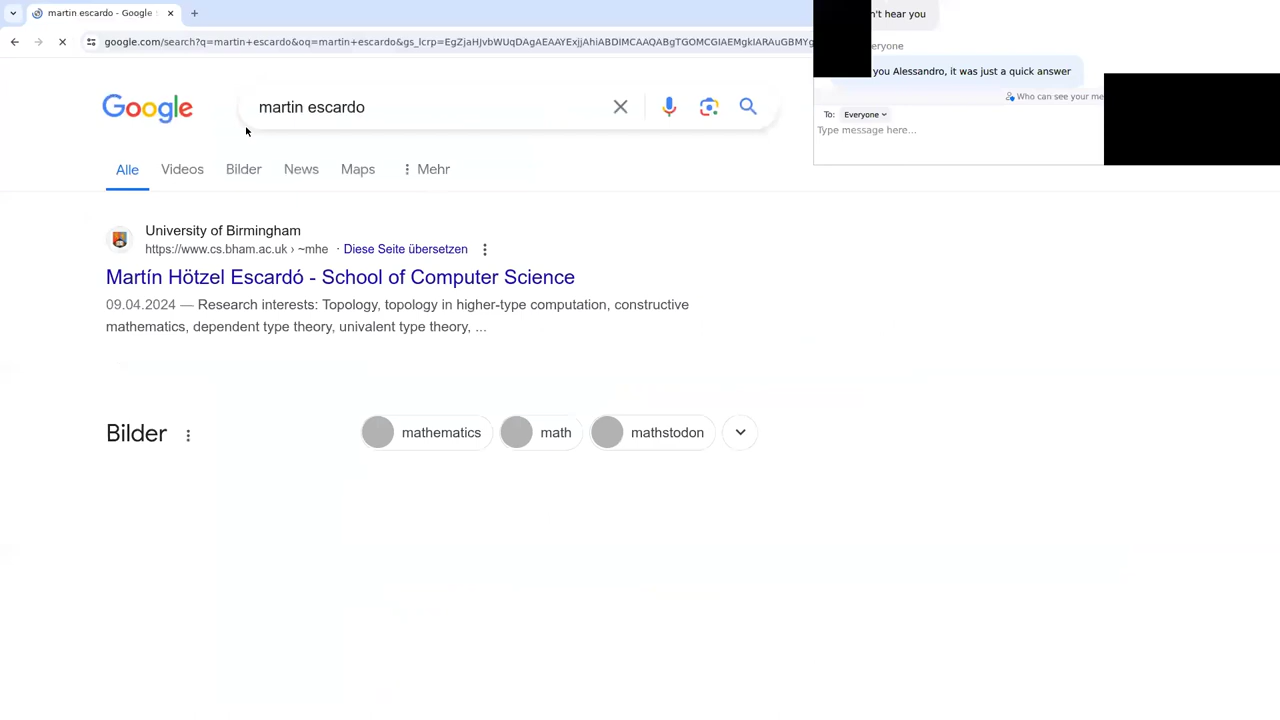 martin escardo - Google
google.com/search?q=martin+escardo&oq=martin+escardo&gs_lcrp=
't hear you
eryone
you Alessandro, it was just a quick answer
Who can see your me
To: Everyone
Type message here...
Google
martin escardo
Alle Videos Bilder News Maps Mehr
University of Birmingham
https://www.cs.bham.ac.uk › ~mhe · Diese Seite übersetzen
Martín Hötzel Escardó - School of Computer Science
09.04.2024 — Research interests: Topology, topology in higher-type computation, constructive
mathematics, dependent type theory, univalent type theory, ...
Bilder
mathematics math mathstodon